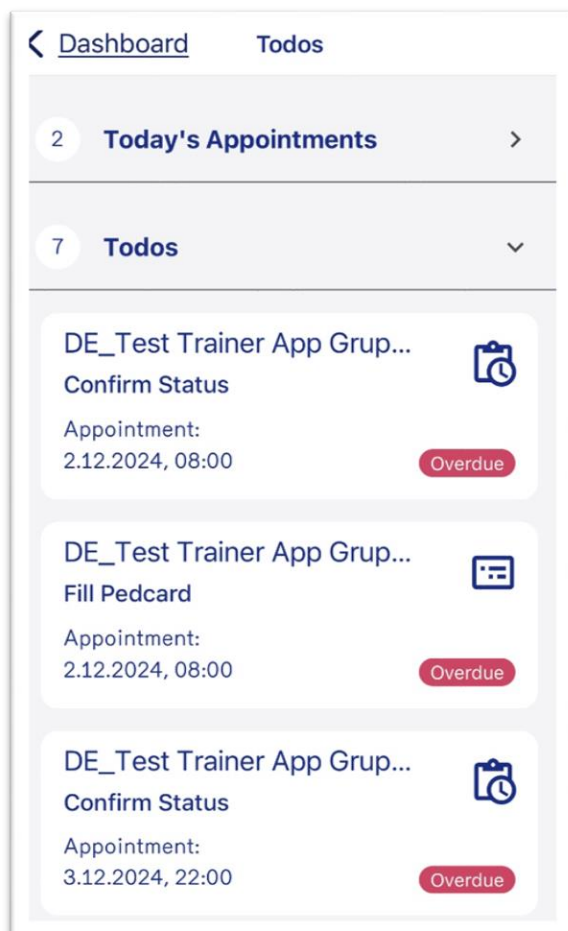 Dashboard Todos
2 Today's Appointments
7 Todos
DE_Test Trainer App Grup...
Confirm Status
Appointment:
2.12.2024, 08:00 Overdue
DE_Test Trainer App Grup...
Fill Pedcard
Appointment:
2.12.2024, 08:00 Overdue
DE_Test Trainer App Grup...
Confirm Status
Appointment:
3.12.2024, 22:00 Overdue